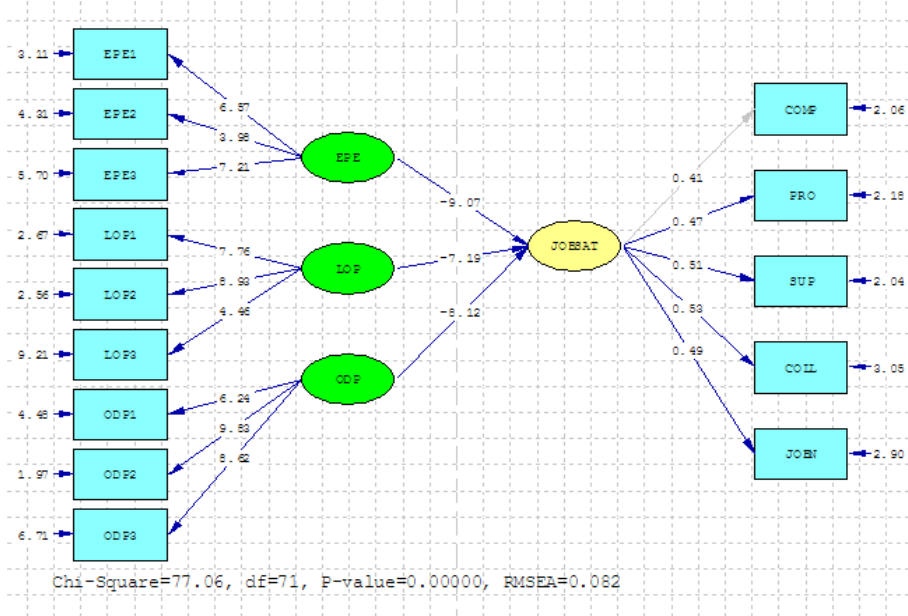 3.11 EPE1
4.31 EPE2
5.70 EPE3
2.67 LOP1
2.56 LOP2
9.21 LOP3
4.48 ODP1
1.97 ODP2
6.71 ODP3
6.57
3.98
7.21
7.76
8.93
4.46
6.24
9.83
8.62
EPE
LOP
ODP
-9.07
-7.19
-8.12
JOBSAT
0.41
0.47
0.51
0.53
0.49
COMP 2.06
PRO 2.18
SUP 2.04
COLL 3.05
JOBN 2.90
Chi-Square=77.06, df=71, P-value=0.00000, RMSEA=0.082